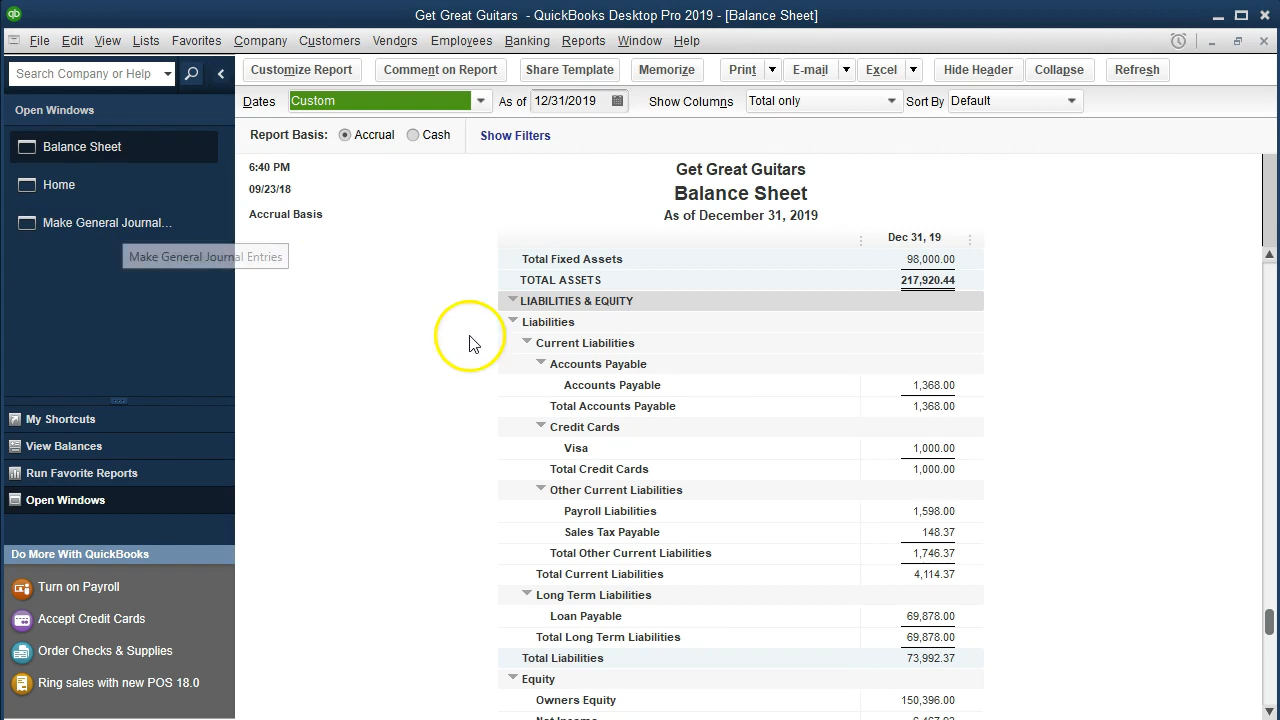 Get Great Guitars - QuickBooks Desktop Pro 2019 - [Balance Sheet]
File Edit View Lists Favorites Company Customers Vendors Employees Banking Reports Window Help
Search Company or Help
Customize Report Comment on Report Share Template Memorize Print E-mail Excel Hide Header Collapse Refresh
Dates Custom As of 12/31/2019 Show Columns Total only Sort By Default
Report Basis: Accrual Cash Show Filters
Open Windows
Balance Sheet
Home
Make General Journal...
Make General Journal Entries
My Shortcuts
View Balances
Run Favorite Reports
Open Windows
Do More With QuickBooks
Turn on Payroll
Accept Credit Cards
Order Checks & Supplies
Ring sales with new POS 18.0
6:40 PM
09/23/18
Accrual Basis
Get Great Guitars
Balance Sheet
As of December 31, 2019
Dec 31, 19
Total Fixed Assets 98,000.00
TOTAL ASSETS 217,920.44
LIABILITIES & EQUITY
Liabilities
Current Liabilities
Accounts Payable
Accounts Payable 1,368.00
Total Accounts Payable 1,368.00
Credit Cards
Visa 1,000.00
Total Credit Cards 1,000.00
Other Current Liabilities
Payroll Liabilities 1,598.00
Sales Tax Payable 148.37
Total Other Current Liabilities 1,746.37
Total Current Liabilities 4,114.37
Long Term Liabilities
Loan Payable 69,878.00
Total Long Term Liabilities 69,878.00
Total Liabilities 73,992.37
Equity
Owners Equity 150,396.00